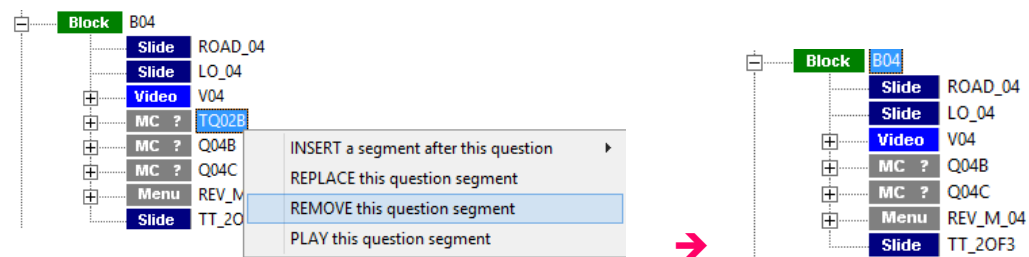 Block B04
Slide ROAD_04
Slide LO_04
Video V04
MC ? TQ02B
MC ? Q04B
MC ? Q04C
Menu REV_M
Slide TT_2O
INSERT a segment after this question
REPLACE this question segment
REMOVE this question segment
PLAY this question segment
Block B04
Slide ROAD_04
Slide LO_04
Video V04
MC ? Q04B
MC ? Q04C
Menu REV_M_04
Slide TT_2OF3